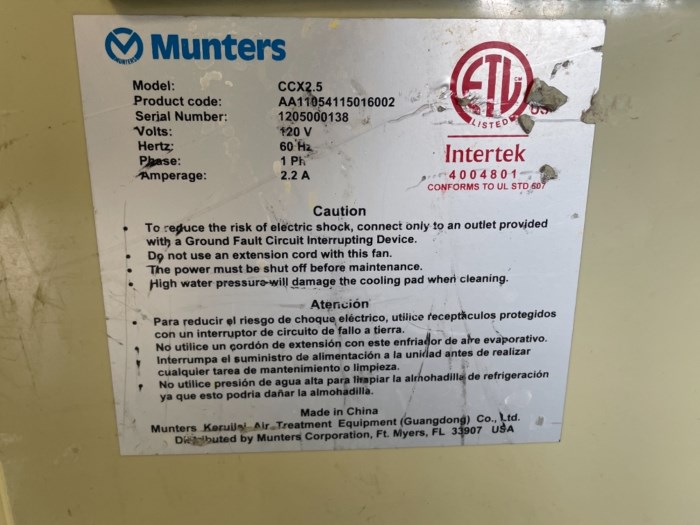 Munters
MUNTERS
Model: CCX2.5
Product code: AA11054115016002
Serial Number: 1205000138
Volts: 120 V
Hertz: 60 Hz
Phase: 1 Ph
Amperage: 2.2 A
ETL
CM
LISTED
US
Intertek
4004801
CONFORMS TO UL STD 507
Caution
• To reduce the risk of electric shock, connect only to an outlet provided
with a Ground Fault Circuit Interrupting Device.
• Do not use an extension cord with this fan.
• The power must be shut off before maintenance.
• High water pressure will damage the cooling pad when cleaning.
Atención
• Para reducir el riesgo de choque eléctrico, utilice receptáculos protegidos
con un interruptor de circuito de fallo a tierra.
• No utilice un cordón de extensión con este enfriador de aire evaporativo.
• Interrumpa el suministro de alimentación a la unidad antes de realizar
cualquier tarea de mantenimiento o limpieza.
• No utilice presión de agua alta para limpiar la almohadilla de refrigeración
ya que esto podría dañar la almohadilla.
Made in China
Munters Keruilai Air Treatment Equipment (Guangdong) Co., Ltd.
Distributed by Munters Corporation, Ft. Myers, FL 33907 USA